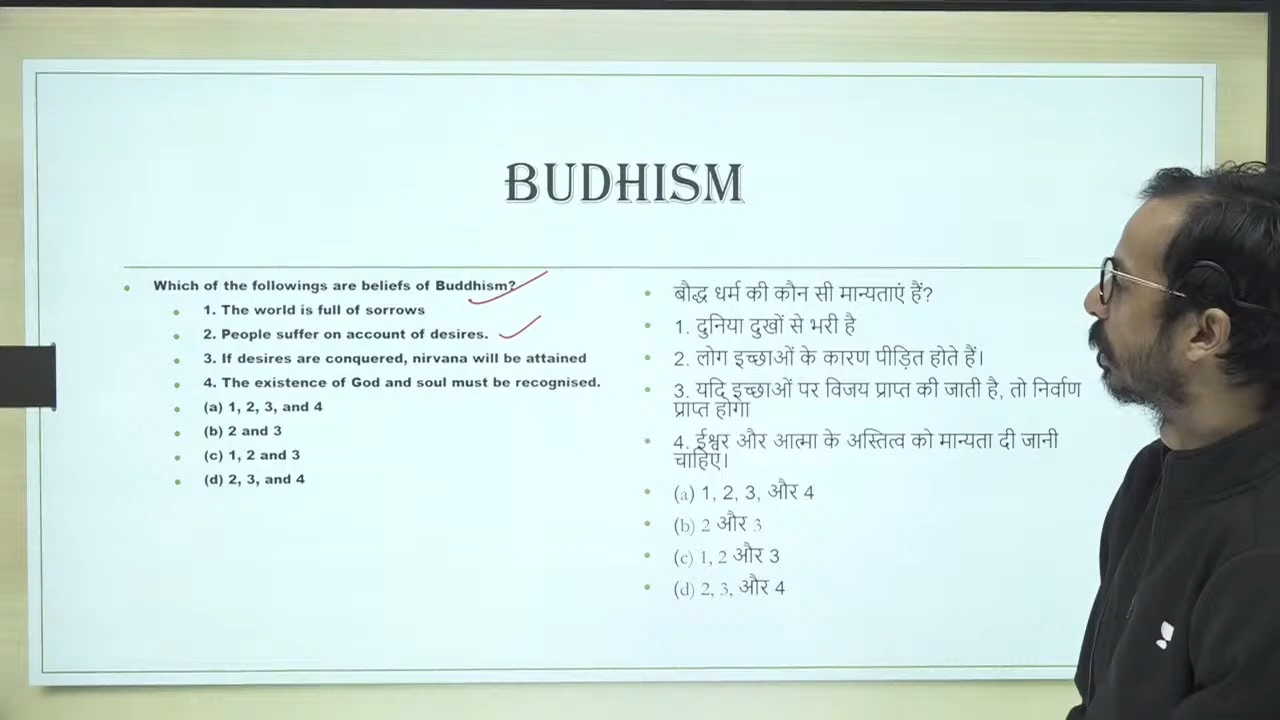 BUDHISM
Which of the followings are beliefs of Buddhism?
1. The world is full of sorrows
2. People suffer on account of desires.
3. If desires are conquered, nirvana will be attained
4. The existence of God and soul must be recognised.
(a) 1, 2, 3, and 4
(b) 2 and 3
(c) 1, 2 and 3
(d) 2, 3, and 4
बौद्ध धर्म की कौन सी मान्यताएं हैं?
1. दुनिया दुखों से भरी है
2. लोग इच्छाओं के कारण पीड़ित होते हैं।
3. यदि इच्छाओं पर विजय प्राप्त की जाती है, तो निर्वाण
प्राप्त होगा
4. ईश्वर और आत्मा के अस्तित्व को मान्यता दी जानी
चाहिए।
(a) 1, 2, 3, और 4
(b) 2 और 3
(c) 1, 2 और 3
(d) 2, 3, और 4